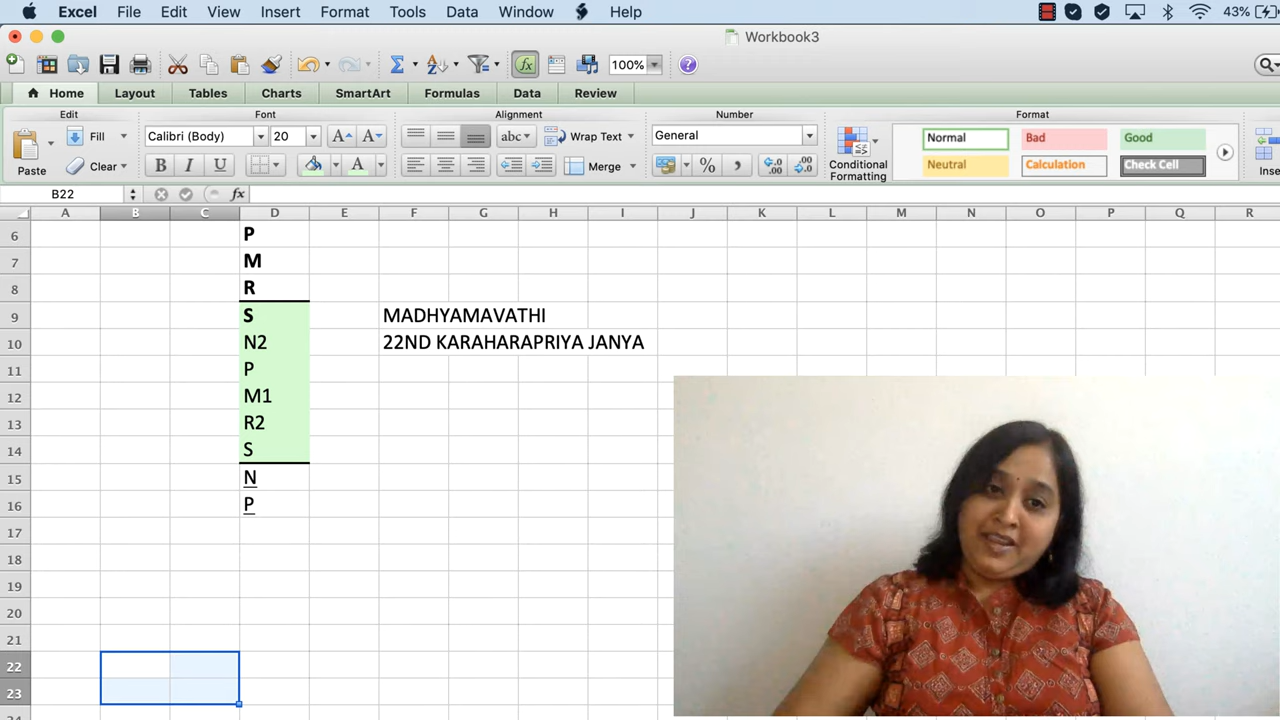 Excel File Edit View Insert Format Tools Data Window Help 43%
Workbook3
100%
Home Layout Tables Charts SmartArt Formulas Data Review
Edit Font Alignment Number Format
Fill Calibri (Body) 20 A A abc Wrap Text General Normal Bad Good
Paste Clear B I U A Merge % Conditional Formatting Neutral Calculation Check Cell Inse
B22 fx
A B C D E F G H I J K L M N O P Q R
6 P
7 M
8 R
9 S MADHYAMAVATHI
10 N2 22ND KARAHARAPRIYA JANYA
11 P
12 M1
13 R2
14 S
15 N
16 P
17
18
19
20
21
22
23